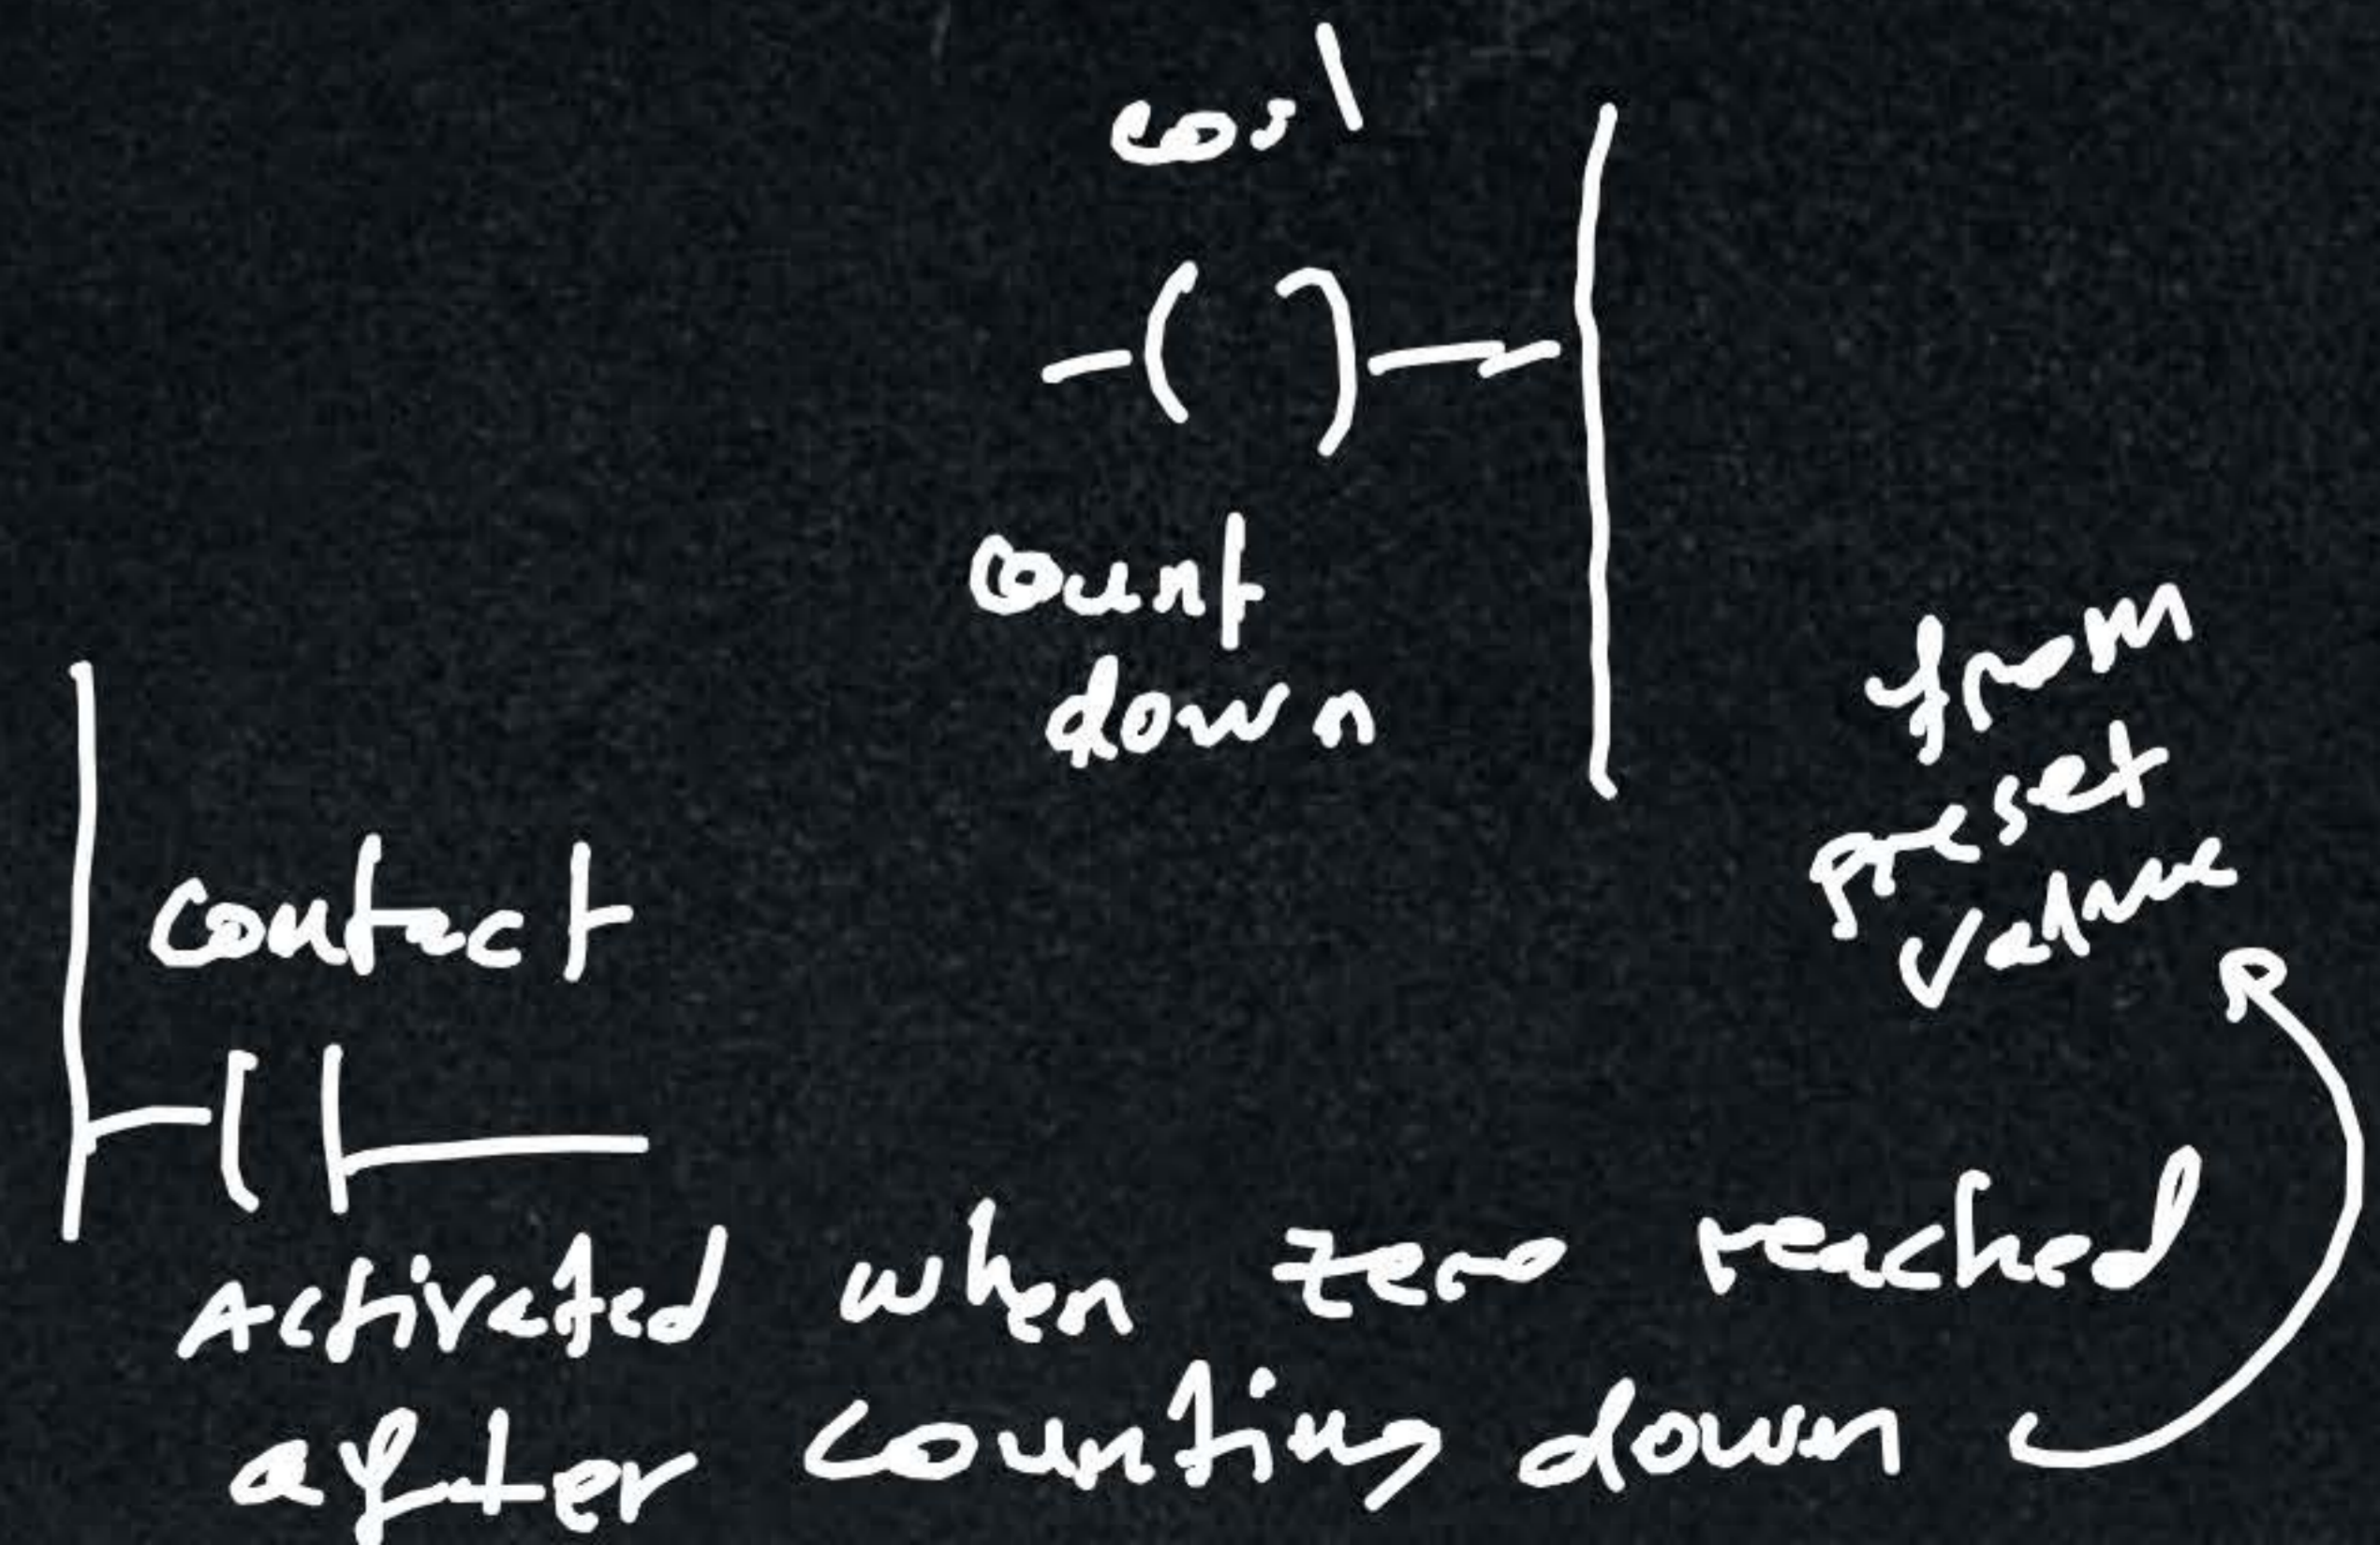 coil
count
down
contact
Activated when zero reached
after counting down
from
preset
value